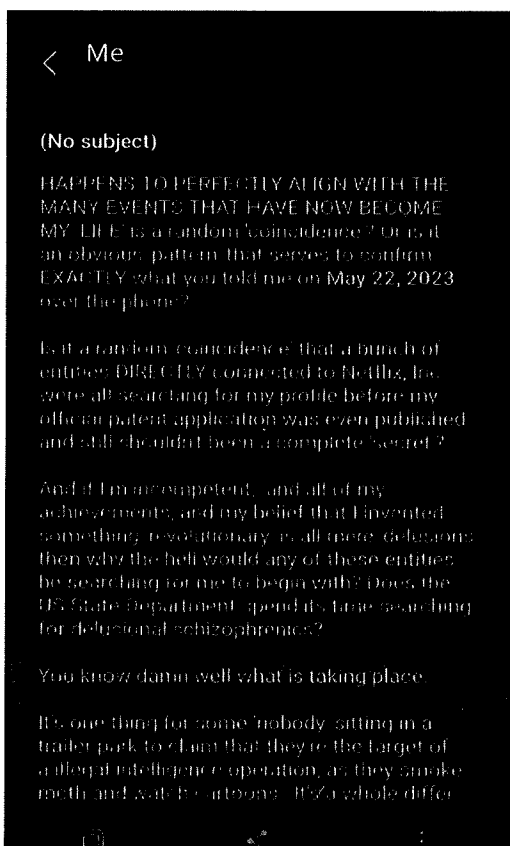 Me
(No subject)
HAPPENS TO PERFECTLY ALIGN WITH THE
MANY EVENTS THAT HAVE NOW BECOME
MY 'LIFE' is a random 'coincidence'? Or is it
an obvious 'pattern' that serves to confirm
EXACTLY what you told me on May 22, 2023
over the phone?
Is it a random 'coincidence' that a bunch of
entities DIRECTLY connected to Netflix, Inc.
were all searching for my profile before my
official patent application was even published
and still should've been a complete 'secret'?
And if I'm incompetent, and all of my
achievements, and my belief that I invented
something revolutionary is all mere delusions
then why the hell would any of these entities
be searching for me to begin with? Does the
US State Department spend its time searching
for delusional schizophrenics?
You know damn well what is taking place.
It's one thing for some 'nobody' sitting in a
trailer park to claim that they're the target of
a illegal intelligence operation, as they smoke
meth and watch cartoons. It's a whole differ